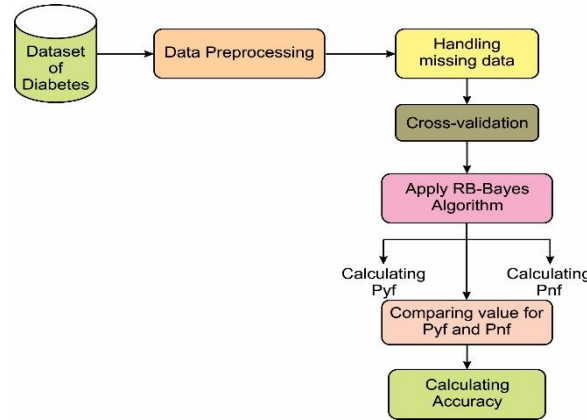 Dataset
of
Diabetes
Data Preprocessing
Handling
missing data
Cross-validation
Apply RB-Bayes
Algorithm
Calculating
Pyf
Calculating
Pnf
Comparing value for
Pyf and Pnf
Calculating
Accuracy